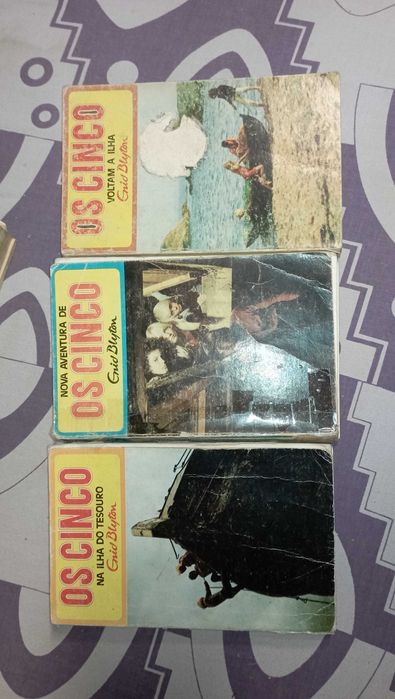 OS CINCO
VOLTAM A ILHA
Enid Blyton
NOVA AVENTURA DE
OS CINCO
Enid Blyton
OS CINCO
NA ILHA DO TESOURO
Enid Blyton